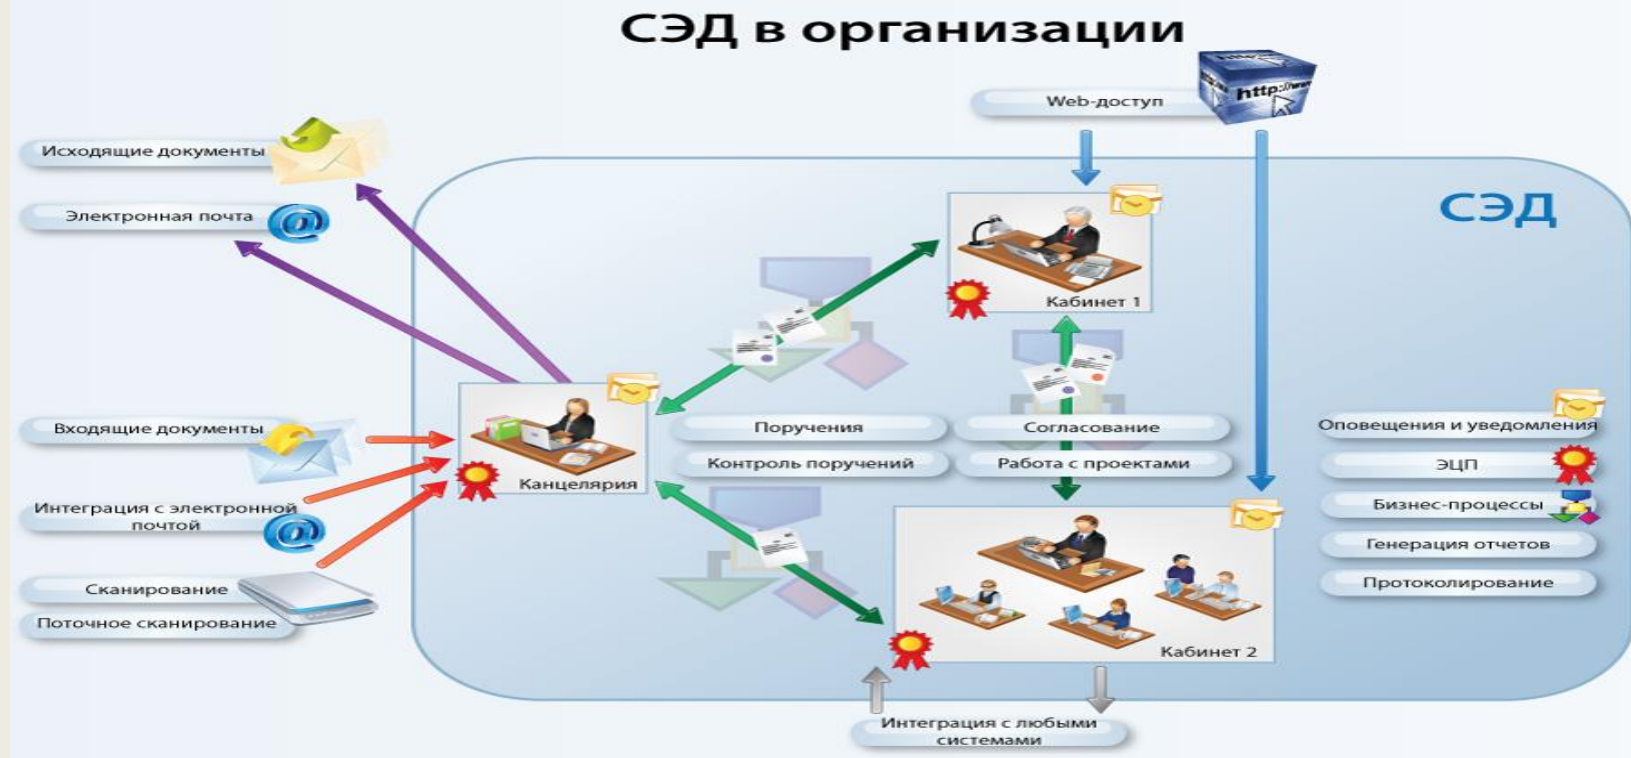 СЭД в организации
Web-доступ
http://www
Исходящие документы
Электронная почта
СЭД
Кабинет 1
Входящие документы
Канцелярия
Поручения
Согласование
Контроль поручений
Работа с проектами
Оповещения и уведомления
ЭЦП
Бизнес-процессы
Генерация отчетов
Протоколирование
Интеграция с электронной
почтой
Сканирование
Поточное сканирование
Кабинет 2
Интеграция с любыми
системами